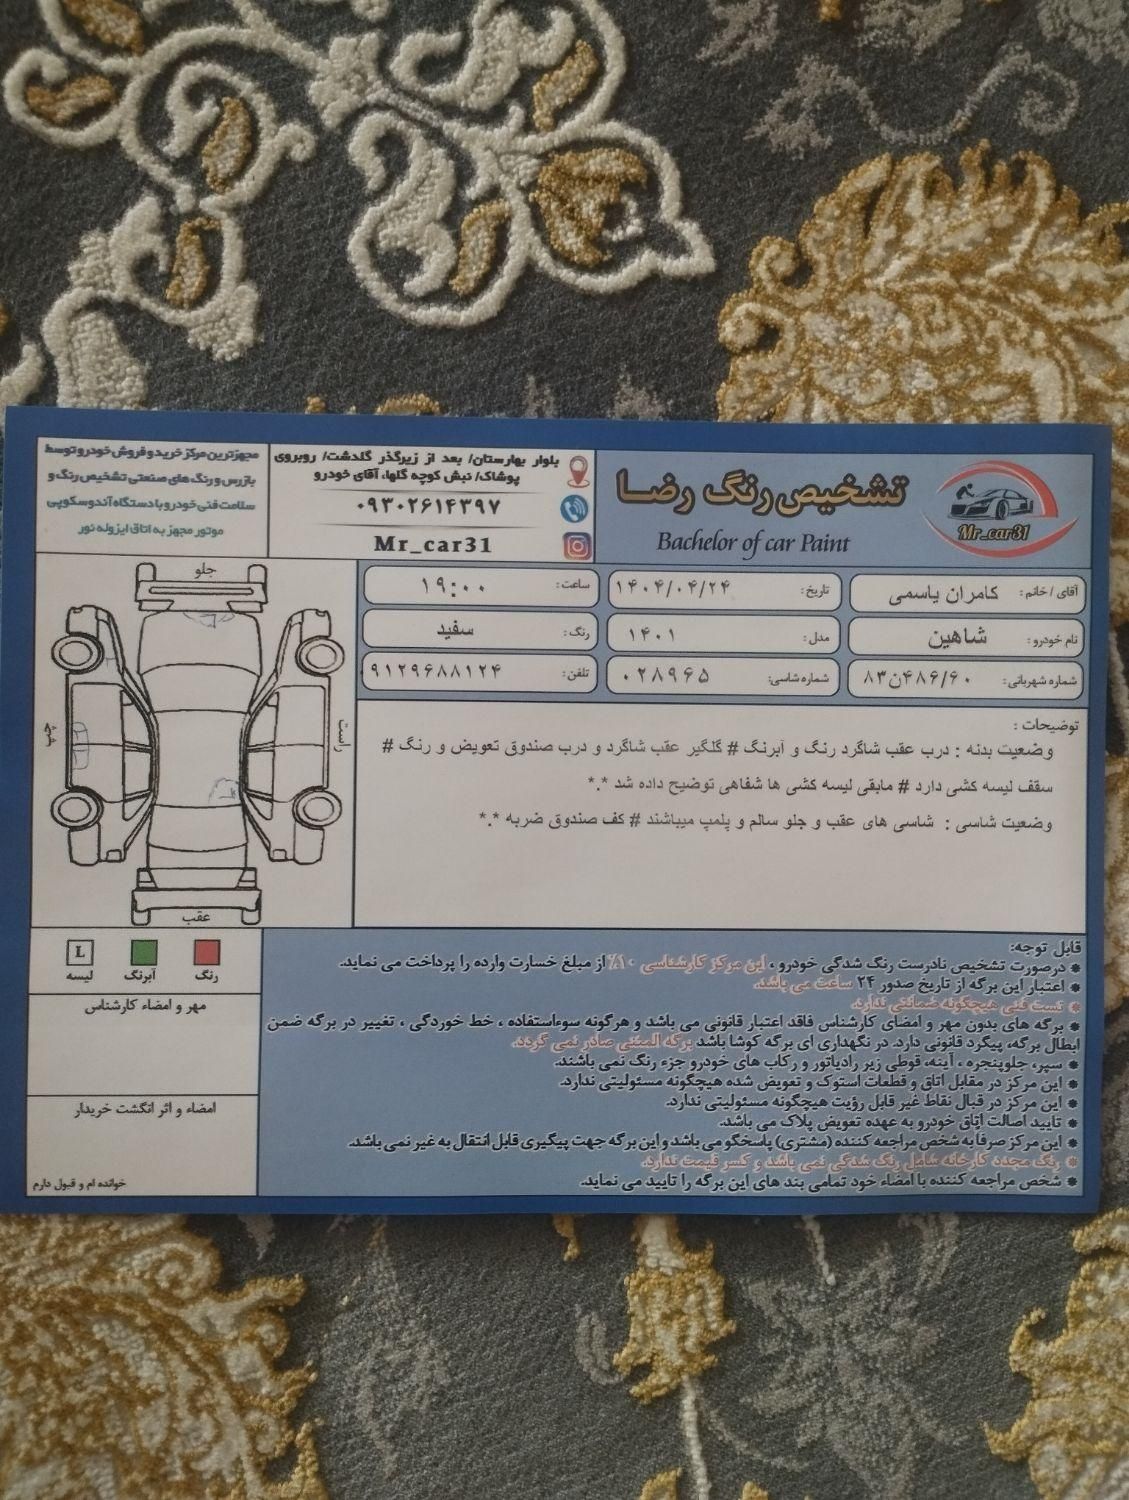 مجهزترین مرکز خرید و فروش خودرو توسط
بازرس و رنگ های صنعتی تشخیص رنگ و
سلامت فنی خودرو با دستگاه آندوسکوپی
موتور مجهز به اتاق ایزوله نور
بلوار بهارستان/ بعد از زیرگذر گلدشت/ روبروی
پوشاک/ نبش کوچه گلها، آقای خودرو
۰۹۳۰۲۶۱۴۳۹۷
Mr_car31
تشخیص رنگ رضا
Bachelor of car Paint
Mr_car31
آقای / خانم : کامران یاسمی
تاریخ: ۱۴۰۴/۰۴/۲۴
ساعت: ۱۹:۰۰
نام خودرو : شاهین
مدل : ۱۴۰۱
رنگ : سفید
شماره شهربانی: ۸۳ن۴۸۶/۶۰
شماره شاسی: ۰۲۸۹۶۵
تلفن: ۹۱۲۹۶۸۸۱۲۴
توضیحات :
وضعیت بدنه : درب عقب شاگرد رنگ و آبرنگ # گلگیر عقب شاگرد و درب صندوق تعویض و رنگ #
سقف لیسه کشی دارد # مابقی لیسه کشی ها شفاهی توضیح داده شد *.*
وضعیت شاسی : شاسی های عقب و جلو سالم و پلمپ میباشند # کف صندوق ضربه *.*
جلو
راست
چپ
عقب
L
رنگ
آبرنگ
لیسه
مهر و امضاء کارشناس
امضاء و اثر انگشت خریدار
خوانده ام و قبول دارم
قابل توجه:
* درصورت تشخیص نادرست رنگ شدگی خودرو ، این مرکز کارشناسی ۱۰٪ از مبلغ خسارت وارده را پرداخت می نماید.
* اعتبار این برگه از تاریخ صدور ۲۴ ساعت می باشد.
* تست فنی هیچگونه ضمانتی ندارد.
* برگه های بدون مهر و امضای کارشناس فاقد اعتبار قانونی می باشد و هرگونه سوءاستفاده ، خط خوردگی ، تغییر در برگه ضمن
ابطال برگه، پیگرد قانونی دارد. در نگهداری ای برگه کوشا باشد برگه المثنی صادر نمی گردد.
* سپر، جلوپنجره ، آینه، قوطی زیر رادیاتور و رکاب های خودرو جزء رنگ نمی باشند.
* این مرکز در مقابل اتاق و قطعات استوک و تعویض شده هیچگونه مسئولیتی ندارد.
* این مرکز در قبال نقاط غیر قابل رؤیت هیچگونه مسئولیتی ندارد.
* تایید اصالت اتاق خودرو به عهده تعویض پلاک می باشد.
* این مرکز صرفا به شخص مراجعه کننده (مشتری) پاسخگو می باشد و این برگه جهت پیگیری قابل انتقال به غیر نمی باشد.
* رنگ مجدد کارخانه شامل رنگ شدگی نمی باشد و کسر قیمت ندارد.
* شخص مراجعه کننده با امضاء خود تمامی بند های این برگه را تایید می نماید.